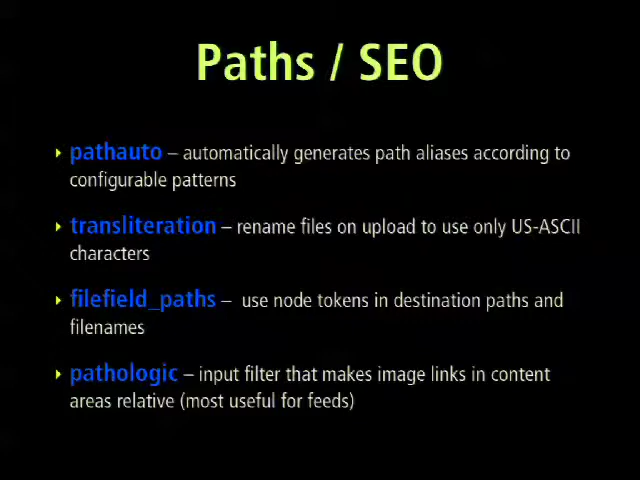 Paths / SEO
pathauto – automatically generates path aliases according to
configurable patterns
transliteration – rename files on upload to use only US-ASCII
characters
filefield_paths – use node tokens in destination paths and
filenames
pathologic – input filter that makes image links in content
areas relative (most useful for feeds)